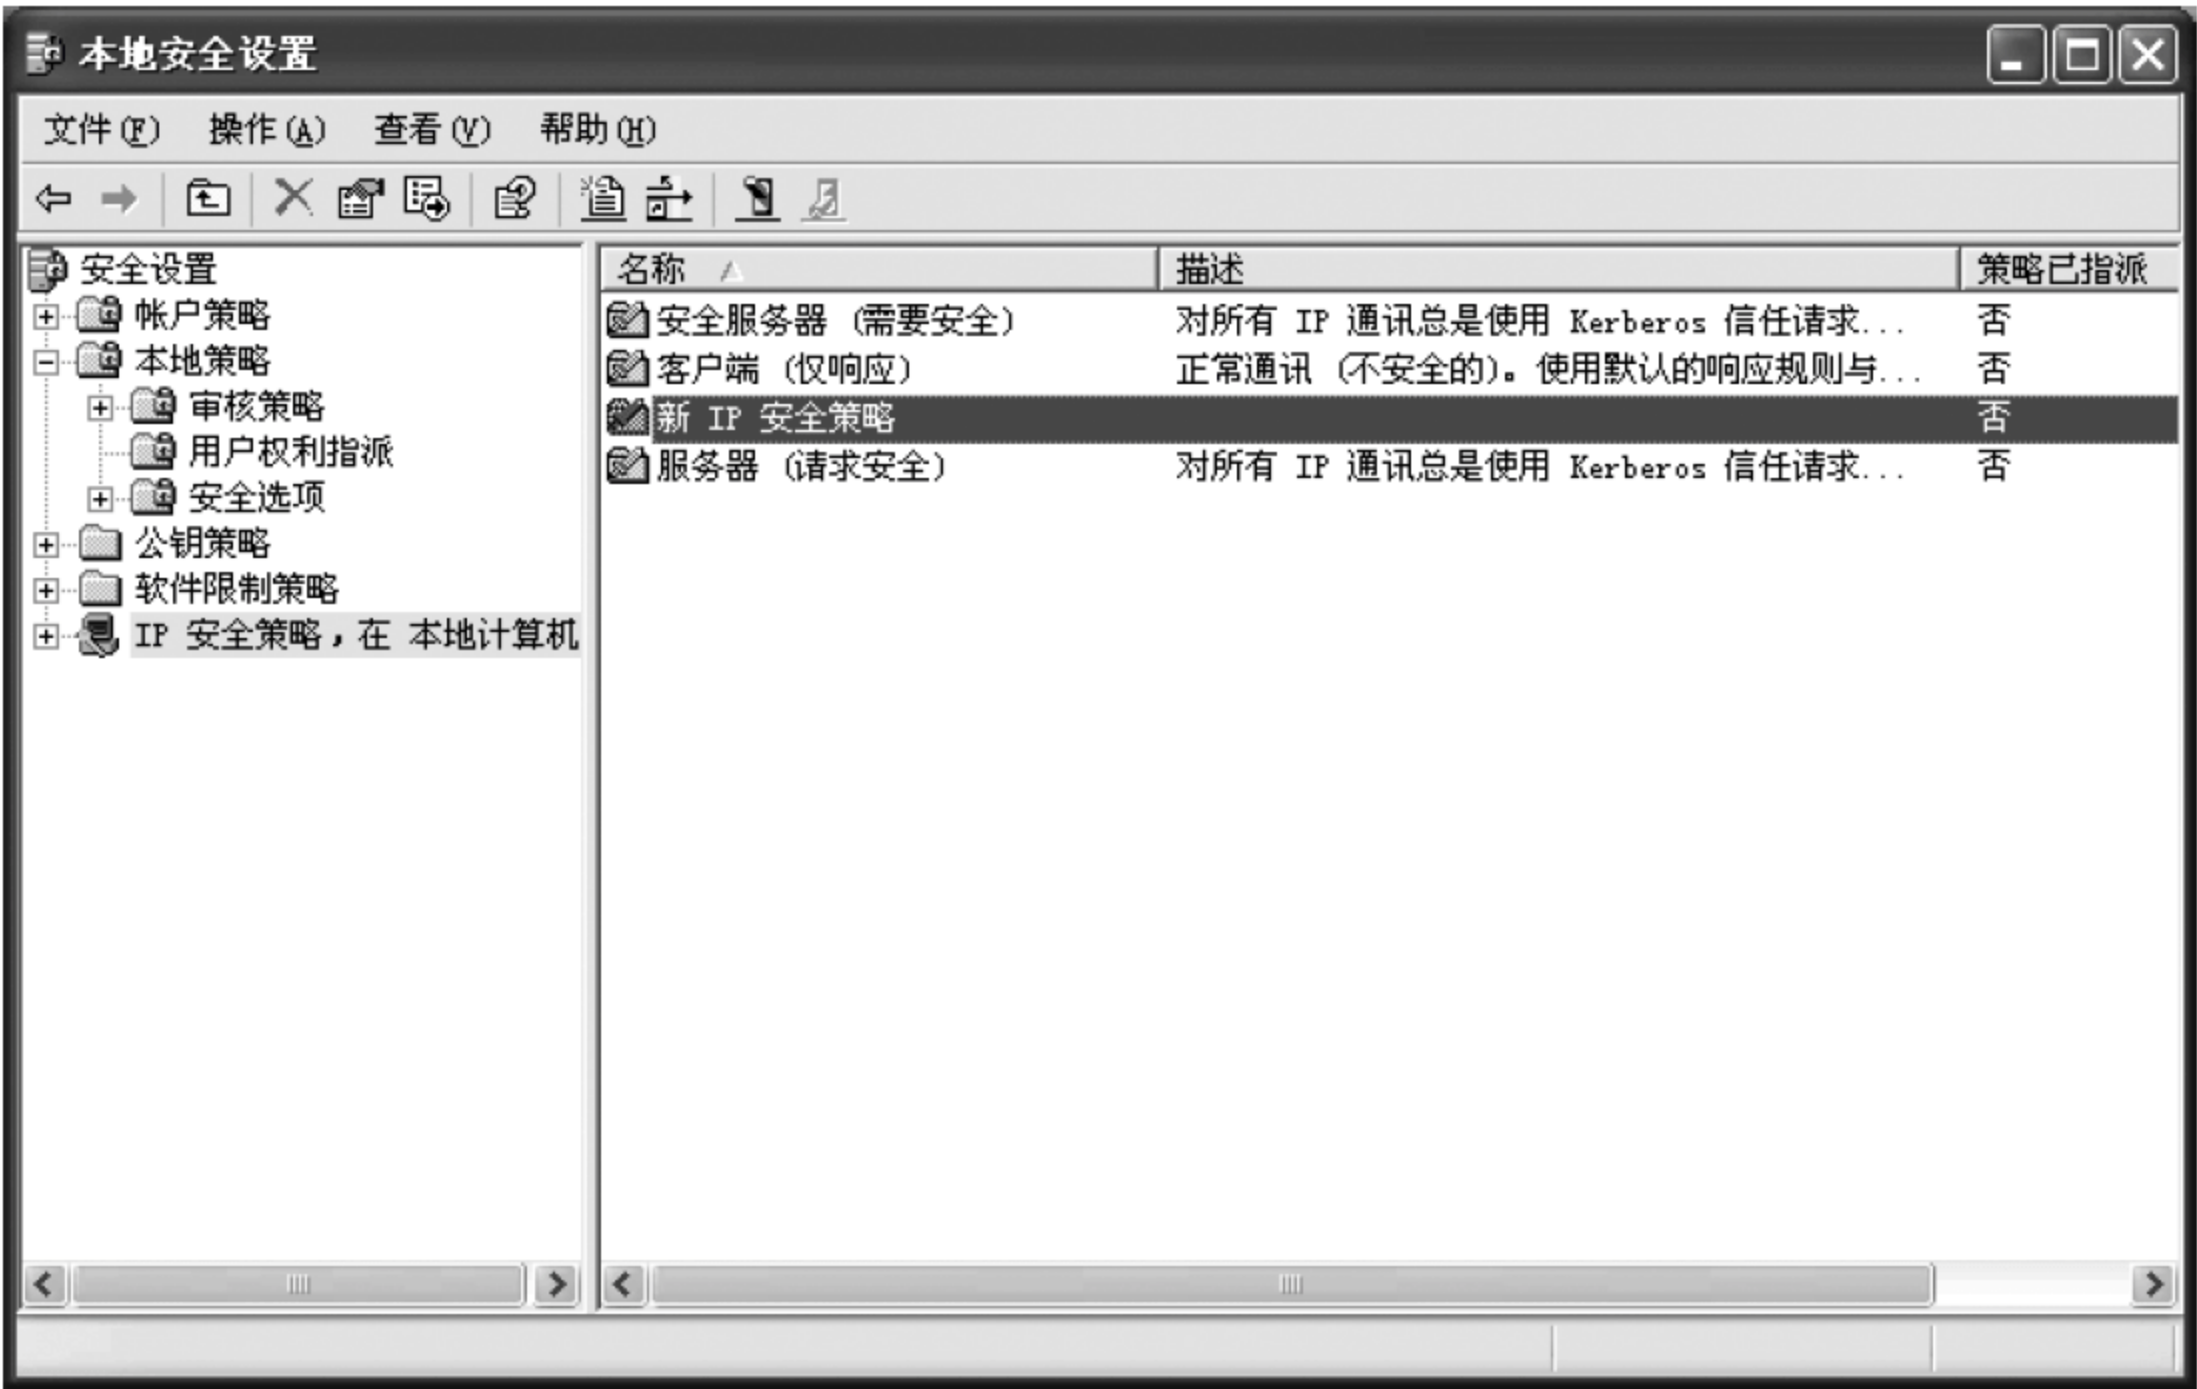 本地安全设置
文件(F) 操作(A) 查看(V) 帮助(H)
安全设置
帐户策略
本地策略
审核策略
用户权利指派
安全选项
公钥策略
软件限制策略
IP 安全策略，在 本地计算机
名称 描述 策略已指派
安全服务器 (需要安全) 对所有 IP 通讯总是使用 Kerberos 信任请求... 否
客户端 (仅响应) 正常通讯 (不安全的)。使用默认的响应规则与... 否
新 IP 安全策略 否
服务器 (请求安全) 对所有 IP 通讯总是使用 Kerberos 信任请求... 否